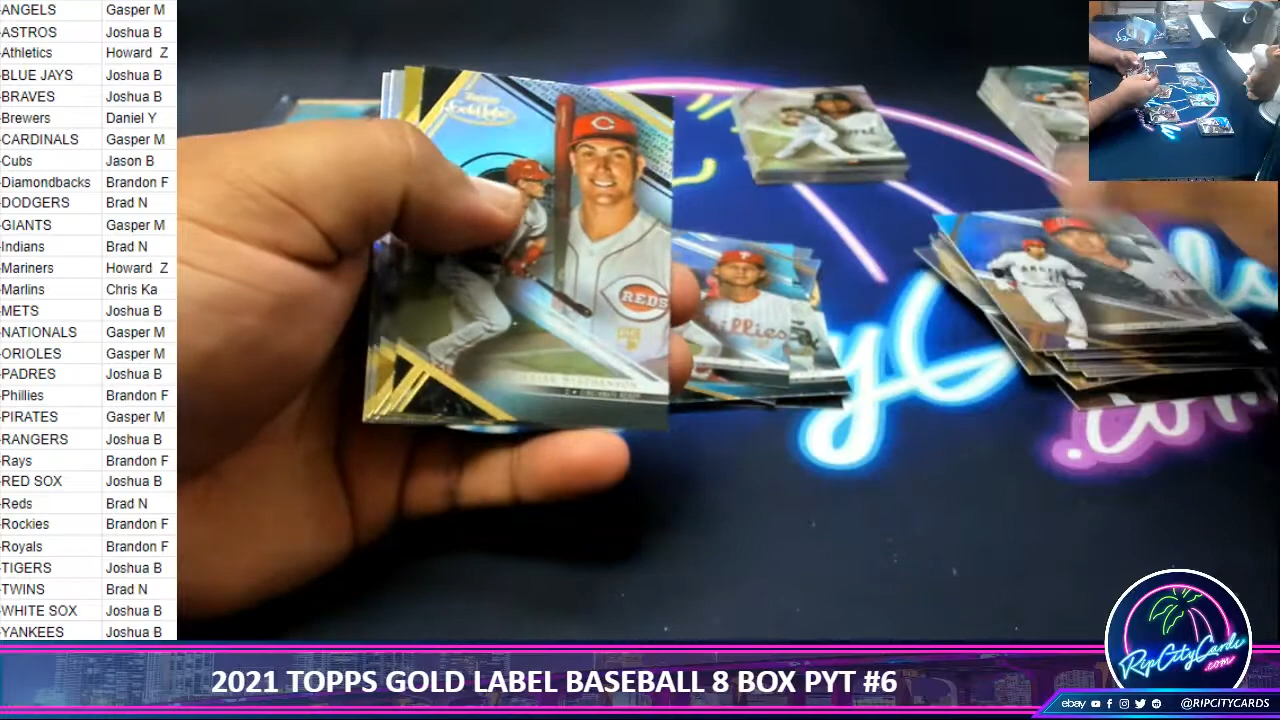 -ANGELS Gasper M
-ASTROS Joshua B
-Athletics Howard Z
-BLUE JAYS Joshua B
-BRAVES Joshua B
-Brewers Daniel Y
-CARDINALS Gasper M
-Cubs Jason B
-Diamondbacks Brandon F
-DODGERS Brad N
-GIANTS Gasper M
-Indians Brad N
-Mariners Howard Z
-Marlins Chris Ka
-METS Joshua B
-NATIONALS Gasper M
-ORIOLES Gasper M
-PADRES Joshua B
-Phillies Brandon F
-PIRATES Gasper M
-RANGERS Joshua B
-Rays Brandon F
-RED SOX Joshua B
-Reds Brad N
-Rockies Brandon F
-Royals Brandon F
-TIGERS Joshua B
-TWINS Brad N
-WHITE SOX Joshua B
-YANKEES Joshua B
REDS
Phillies
.com
RipCityCards
.com
2021 TOPPS GOLD LABEL BASEBALL 8 BOX PYT #6
ebay @RIPCITYCARDS